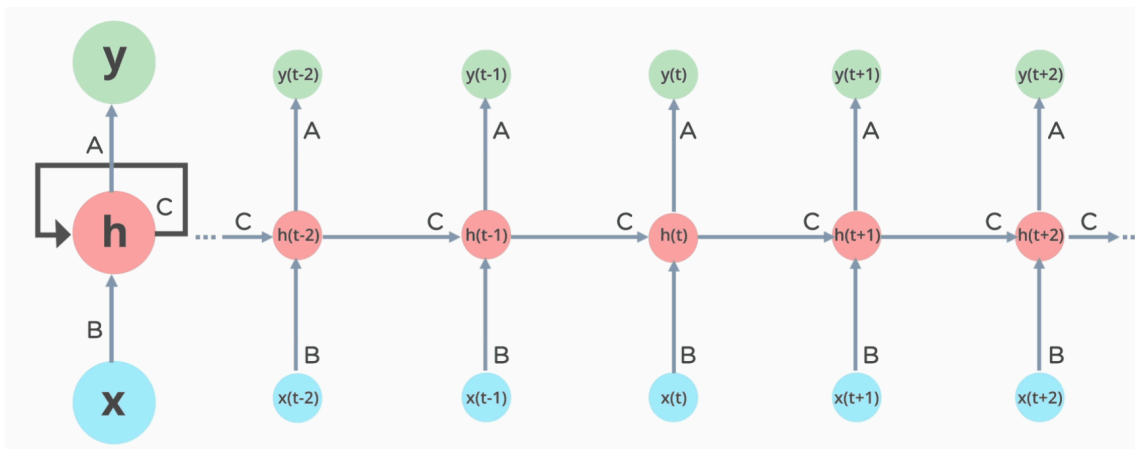 y
y(t-2) y(t-1) y(t) y(t+1) y(t+2)
A A A A A A
C
h
C h(t-2) C h(t-1) C h(t) C h(t+1) C h(t+2) C
B
B B B B B
x
x(t-2) x(t-1) x(t) x(t+1) x(t+2)